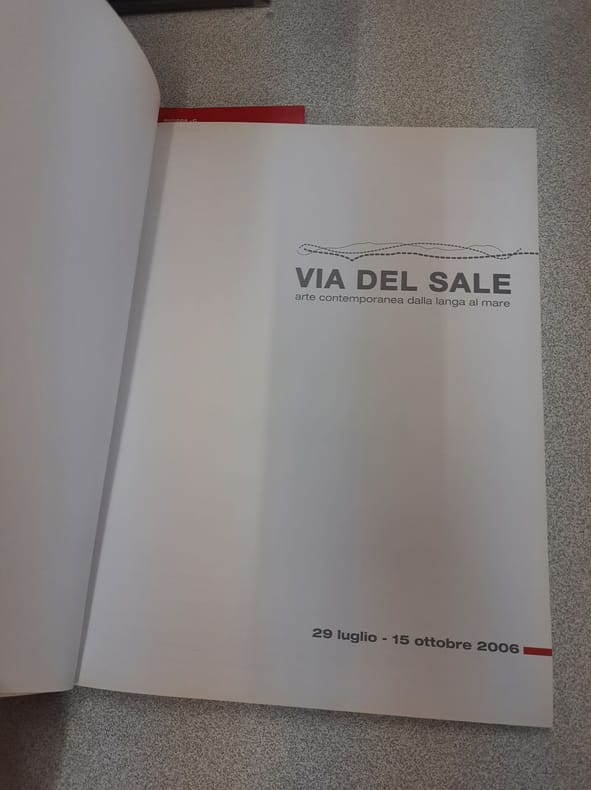 VIA DEL SALE
arte contemporanea dalla langa al mare
29 luglio - 15 ottobre 2006